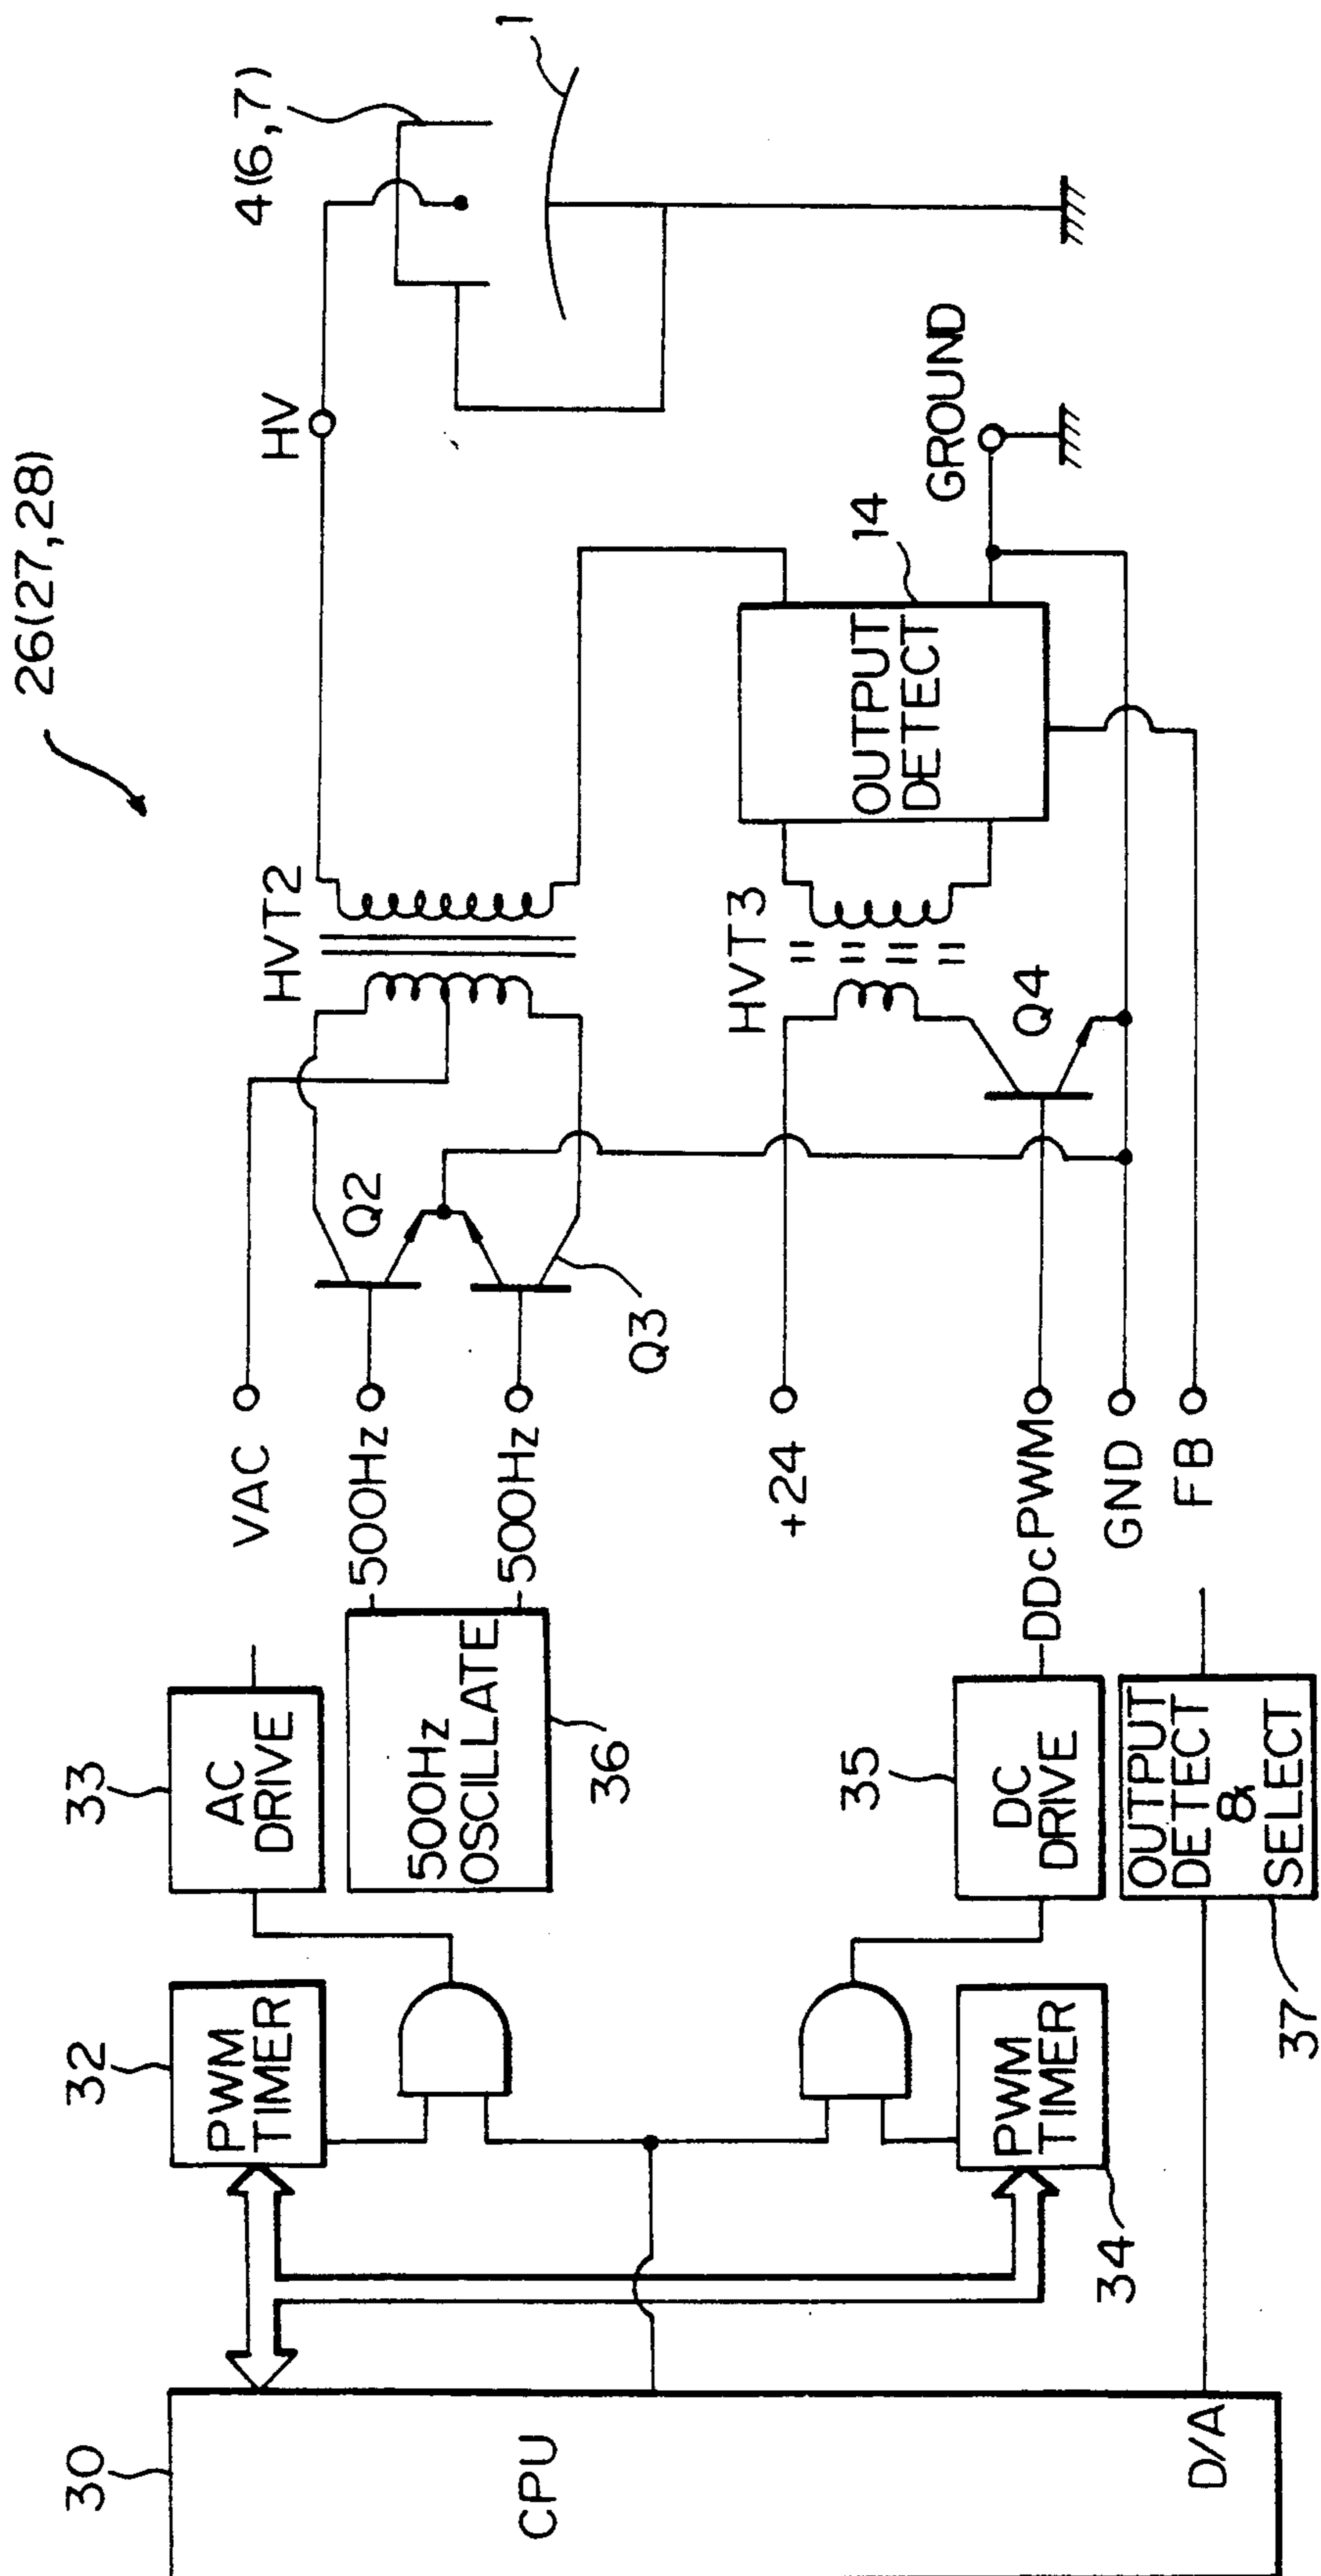 26(27,28)
30
CPU
D/A
32
PWM
TIMER
33
AC
DRIVE
500Hz
OSCILLATE
36
PWM
TIMER
34
35
DC
DRIVE
OUTPUT
DETECT
&
SELECT
37
VAC
500Hz
500Hz
+24
DDcPWM
GND
FB
Q2
Q3
Q4
HVT2
HVT3
OUTPUT
DETECT
14
GROUND
HV
4(6,7)
1